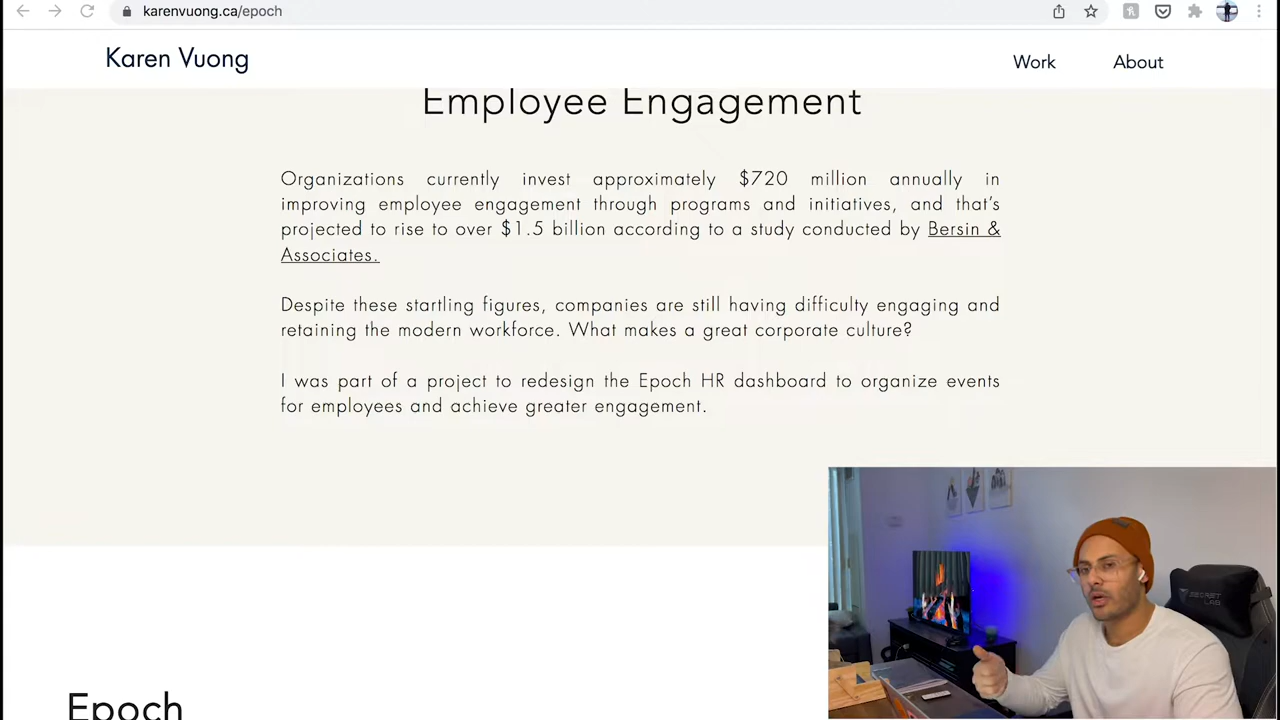 karenvuong.ca/epoch
Karen Vuong
Work
About
Employee Engagement
Organizations currently invest approximately $720 million annually in
improving employee engagement through programs and initiatives, and that's
projected to rise to over $1.5 billion according to a study conducted by Bersin &
Associates.
Despite these startling figures, companies are still having difficulty engaging and
retaining the modern workforce. What makes a great corporate culture?
I was part of a project to redesign the Epoch HR dashboard to organize events
for employees and achieve greater engagement.
SECRET
LAB
Epoch